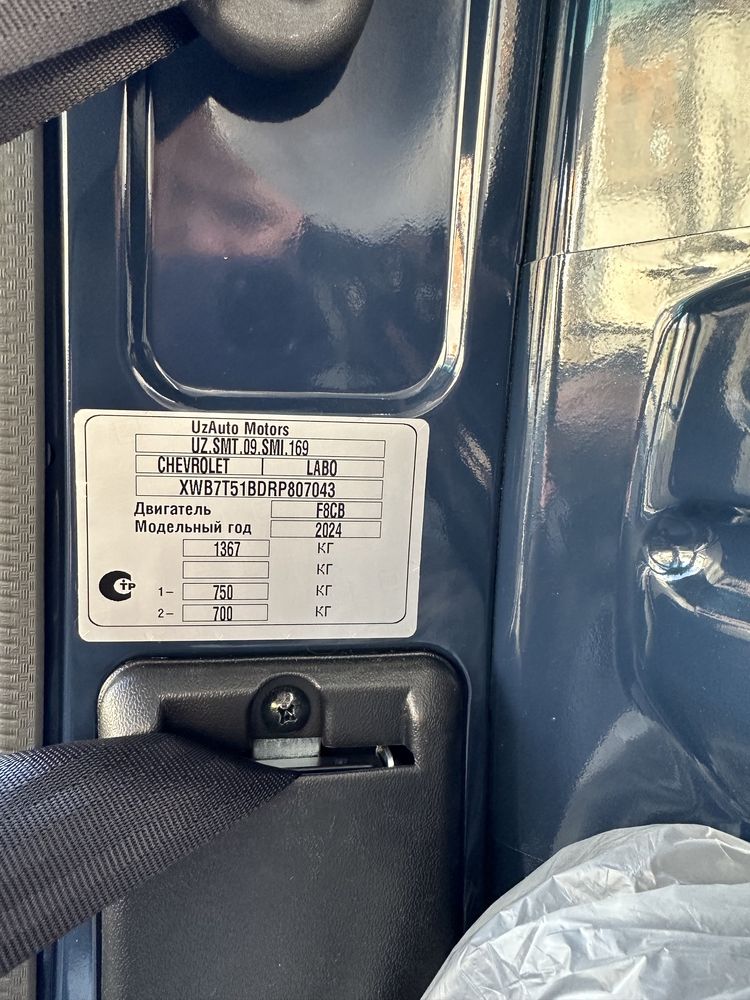 UzAuto Motors
UZ.SMT.09.SMI.169
CHEVROLET LABO
XWB7T51BDRP807043
Двигатель F8CB
Модельный год 2024
1367 КГ
КГ
1– 750 КГ
2– 700 КГ
СТР